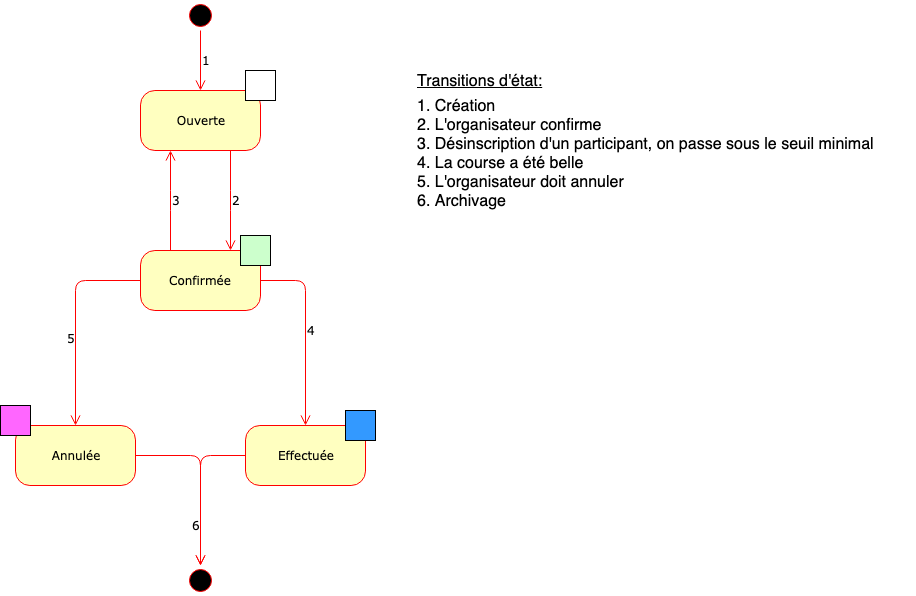 1
Ouverte
3
2
Confirmée
5
4
Annulée
Effectuée
6
Transitions d'état:
1. Création
2. L'organisateur confirme
3. Désinscription d'un participant, on passe sous le seuil minimal
4. La course a été belle
5. L'organisateur doit annuler
6. Archivage